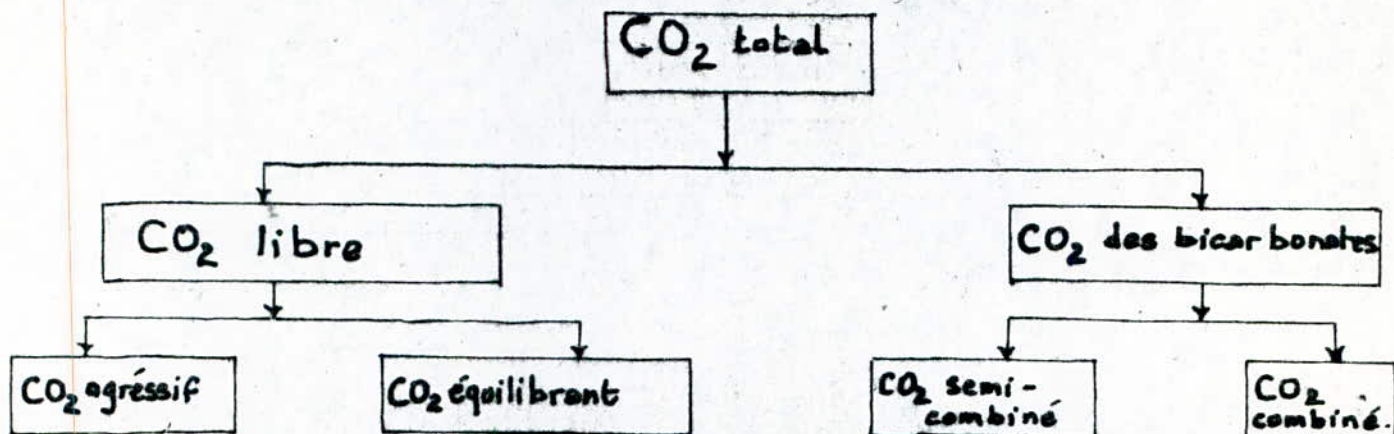 CO₂ total
CO₂ libre
CO₂ des bicarbonates
CO₂ agréssif
CO₂ équilibrant
CO₂ semi-
combiné
CO₂
combiné.